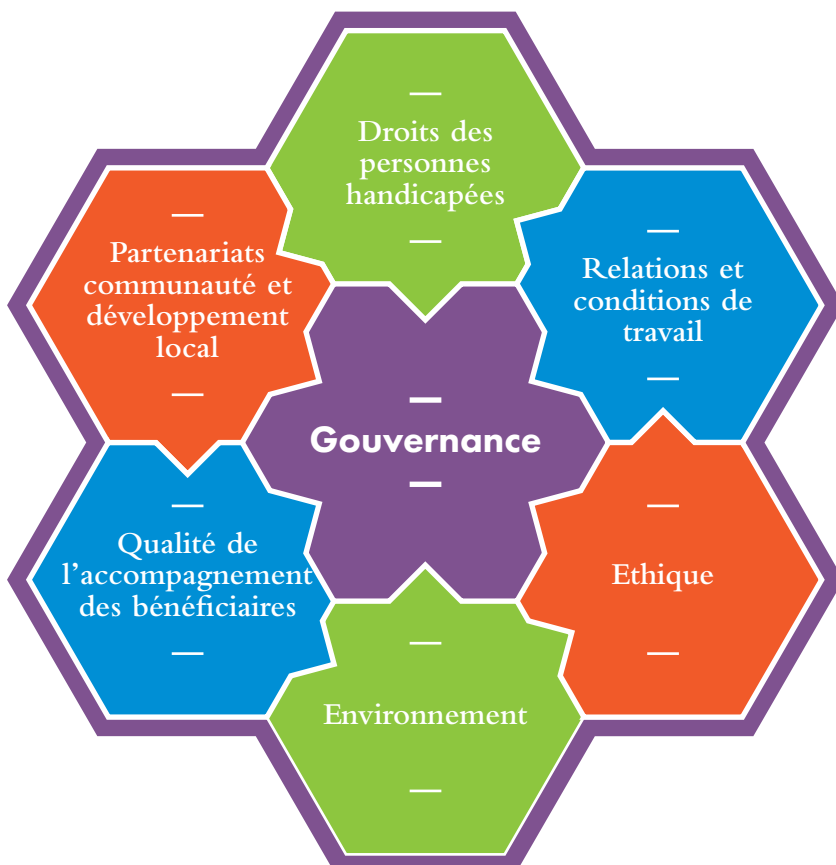 Droits des
personnes
handicapées
Partenariats
communauté et
développement
local
Relations et
conditions de
travail
Gouvernance
Qualité de
l'accompagnement
des bénéficiaires
Ethique
Environnement